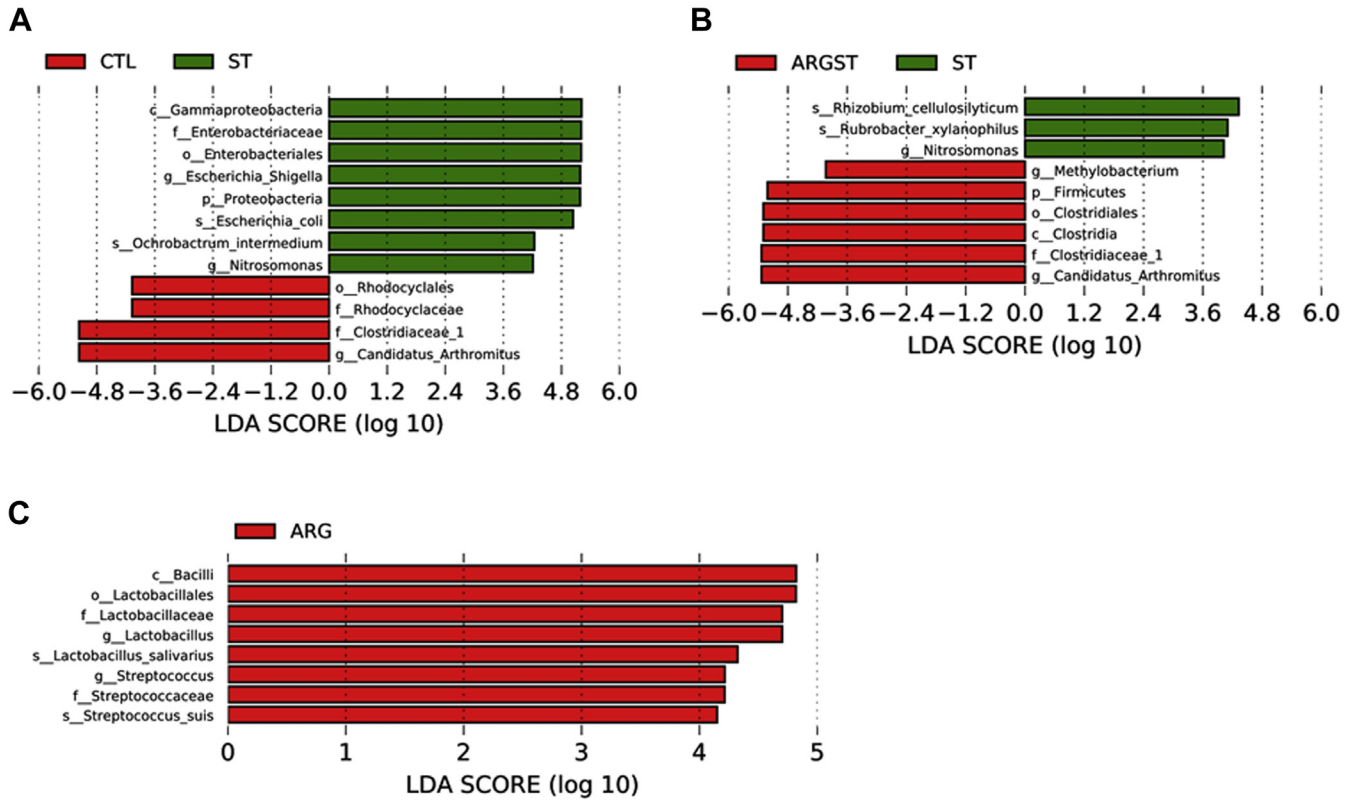 A
CTL ST
c__Gammaproteobacteria
f__Enterobacteriaceae
o__Enterobacteriales
g__Escherichia_Shigella
p__Proteobacteria
s__Escherichia_coli
s__Ochrobactrum_intermedium
g__Nitrosomonas
o__Rhodocyclales
f__Rhodocyclaceae
f__Clostridiaceae_1
g__Candidatus_Arthromitus
−6.0 −4.8 −3.6 −2.4 −1.2 0.0 1.2 2.4 3.6 4.8 6.0
LDA SCORE (log 10)
B
ARGST ST
s__Rhizobium_cellulosilyticum
s__Rubrobacter_xylanophilus
g__Nitrosomonas
g__Methylobacterium
p__Firmicutes
o__Clostridiales
c__Clostridia
f__Clostridiaceae_1
g__Candidatus_Arthromitus
−6.0 −4.8 −3.6 −2.4 −1.2 0.0 1.2 2.4 3.6 4.8 6.0
LDA SCORE (log 10)
C
ARG
c__Bacilli
o__Lactobacillales
f__Lactobacillaceae
g__Lactobacillus
s__Lactobacillus_salivarius
g__Streptococcus
f__Streptococcaceae
s__Streptococcus_suis
0 1 2 3 4 5
LDA SCORE (log 10)